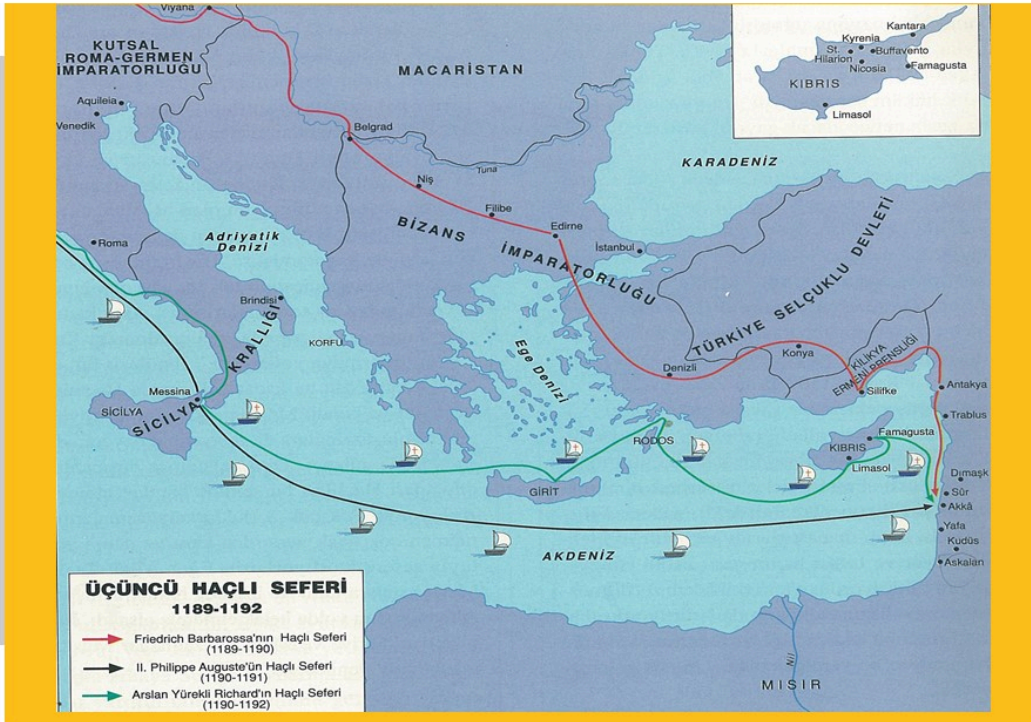 Viyana
KUTSAL
ROMA-GERMEN
İMPARATORLUĞU
MACARİSTAN
Aquileia
Venedik
Belgrad
Tuna
Niş
Filibe
Edirne
KARADENİZ
Kantara
Kyrenia
St.
Hilarion
Buffavento
Nicosia
Famagusta
KIBRIS
Limasol
Roma
Adriyatik
Denizi
BİZANS İMPARATORLUĞU
İstanbul
TÜRKİYE SELÇUKLU DEVLETİ
Brindisi
KORFU
Ege Denizi
Denizli
Konya
KİLİKYA
ERMENİ PRENSLİĞİ
Silifke
Antakya
Trablus
Messina
SİCİLYA
SİCİLYA KRALLIĞI
RODOS
GİRİT
Famagusta
KIBRIS
Limasol
Dımaşk
Sûr
Akkâ
Yafa
Kudüs
Askalan
AKDENİZ
Nil
MISIR
ÜÇÜNCÜ HAÇLI SEFERİ
1189-1192
Friedrich Barbarossa'nın Haçlı Seferi
(1189-1190)
II. Philippe Auguste'ün Haçlı Seferi
(1190-1191)
Arslan Yürekli Richard'ın Haçlı Seferi
(1190-1192)